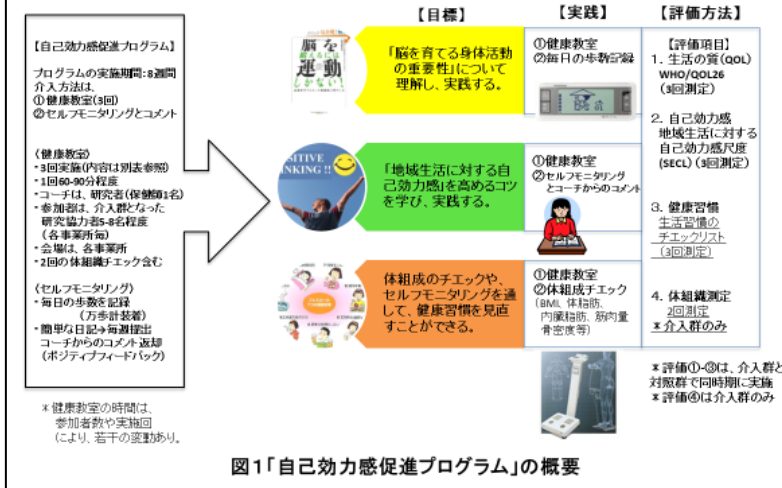 【自己効力感促進プログラム】
プログラムの実施期間:8週間
介入方法は、
①健康教室(3回)
②セルフモニタリングとコメント
〈健康教室〉
・3回実施(内容は別表参照)
・1回60-90分程度
・コーチは、研究者(保健師1名)
・参加者は、介入群となった
研究協力者5-8名程度
(各事業所毎)
・会場は、各事業所
・2回の体組織チェック含む
〈セルフモニタリング〉
・毎日の歩数を記録
(万歩計装着)
・簡単な日記→毎週提出
コーチからのコメント返却
(ポジティブフィードバック)
＊健康教室の時間は、
参加者数や実施回
により、若干の変動あり。
【目標】
脳を
鍛えるには
運動
しかない!
「脳を育てる身体活動
の重要性」について
理解し、実践する。
SITIVE
NKING !!
「地域生活に対する自
己効力感」を高めるコツ
を学び、実践する。
体組成のチェックや、
セルフモニタリングを通
して、健康習慣を見直
すことができる。
【実践】
①健康教室
②毎日の歩数記録
①健康教室
②セルフモニタリング
とコーチからのコメント
①健康教室
②体組成チェック
(BMI、体脂肪、
内臓脂肪、筋肉量
骨密度等)
【評価方法】
【評価項目】
1. 生活の質(QOL)
WHO/QOL26
(3回測定)
2. 自己効力感
地域生活に対する
自己効力感尺度
(SECL) (3回測定)
3. 健康習慣
生活習慣の
チエックリスト
(3回測定)
4. 体組織測定
2回測定
＊介入群のみ
＊評価①-③は、介入群と
対照群で同時期に実施
＊評価④は介入群のみ
図1「自己効力感促進プログラム」の概要